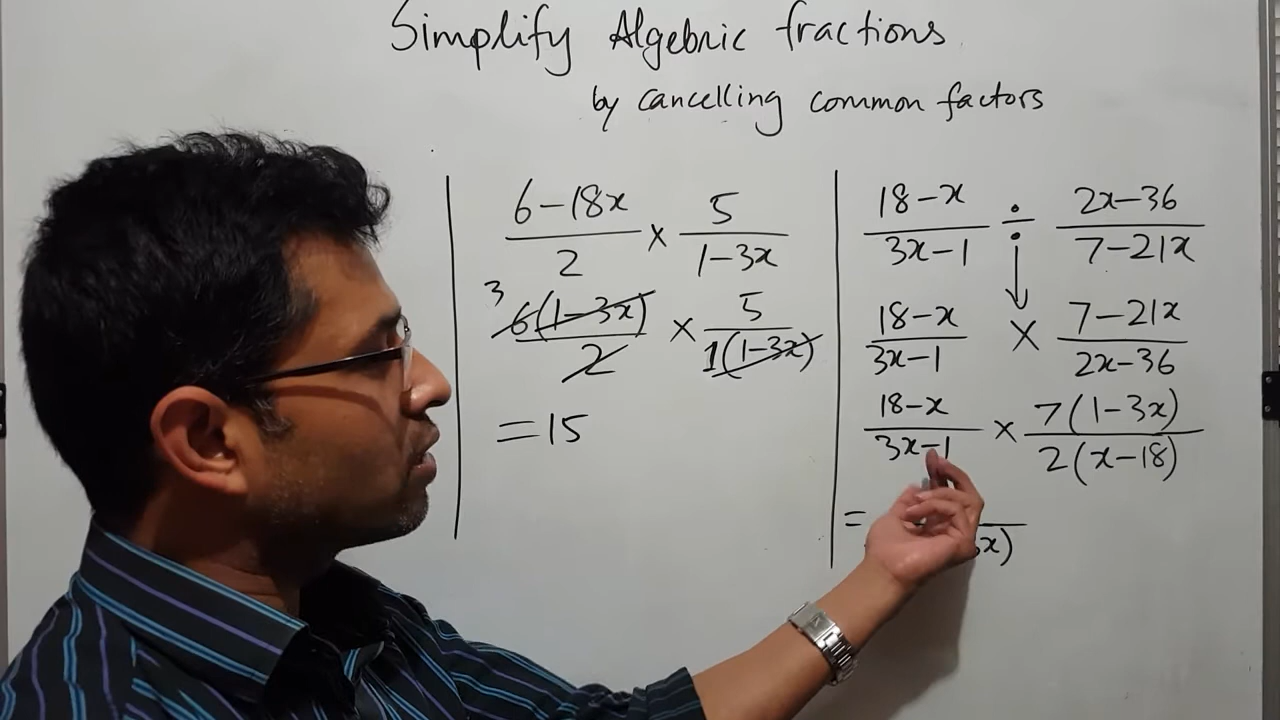 Simplify Algebric fractions
by cancelling common factors
6-18x / 2 × 5 / 1-3x
3 6(1-3x) / 2 × 5 / 1(1-3x)
=15
18-x / 3x-1 ÷ 2x-36 / 7-21x
18-x / 3x-1 × 7-21x / 2x-36
18-x / 3x-1 × 7(1-3x) / 2(x-18)
= x)